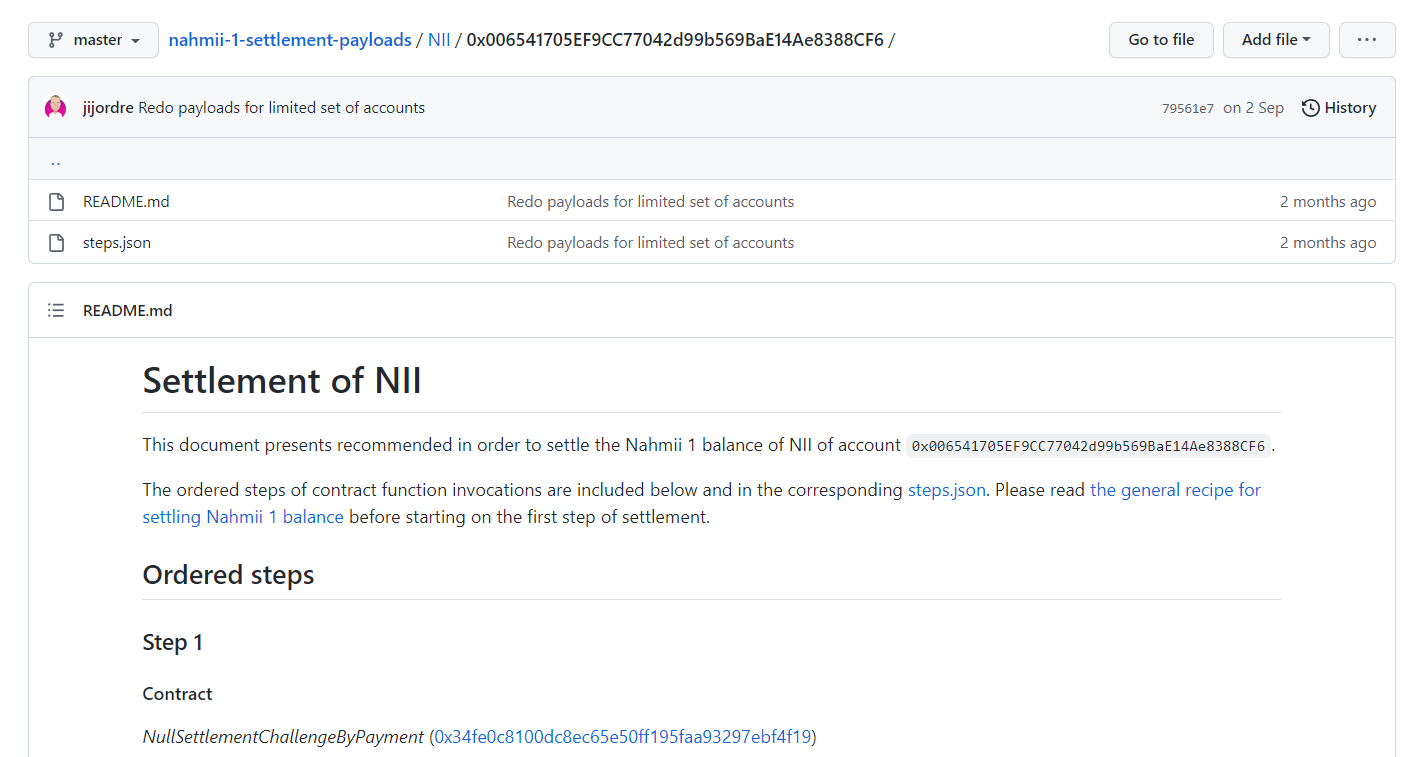 master nahmii-1-settlement-payloads / NII / 0x006541705EF9CC77042d99b569BaE14Ae8388CF6 / Go to file Add file ...
jijordre Redo payloads for limited set of accounts 79561e7 on 2 Sep History
..
README.md Redo payloads for limited set of accounts 2 months ago
steps.json Redo payloads for limited set of accounts 2 months ago
README.md
Settlement of NII
This document presents recommended in order to settle the Nahmii 1 balance of NII of account 0x006541705EF9CC77042d99b569BaE14Ae8388CF6 .
The ordered steps of contract function invocations are included below and in the corresponding steps.json. Please read the general recipe for
settling Nahmii 1 balance before starting on the first step of settlement.
Ordered steps
Step 1
Contract
NullSettlementChallengeByPayment (0x34fe0c8100dc8ec65e50ff195faa93297ebf4f19)